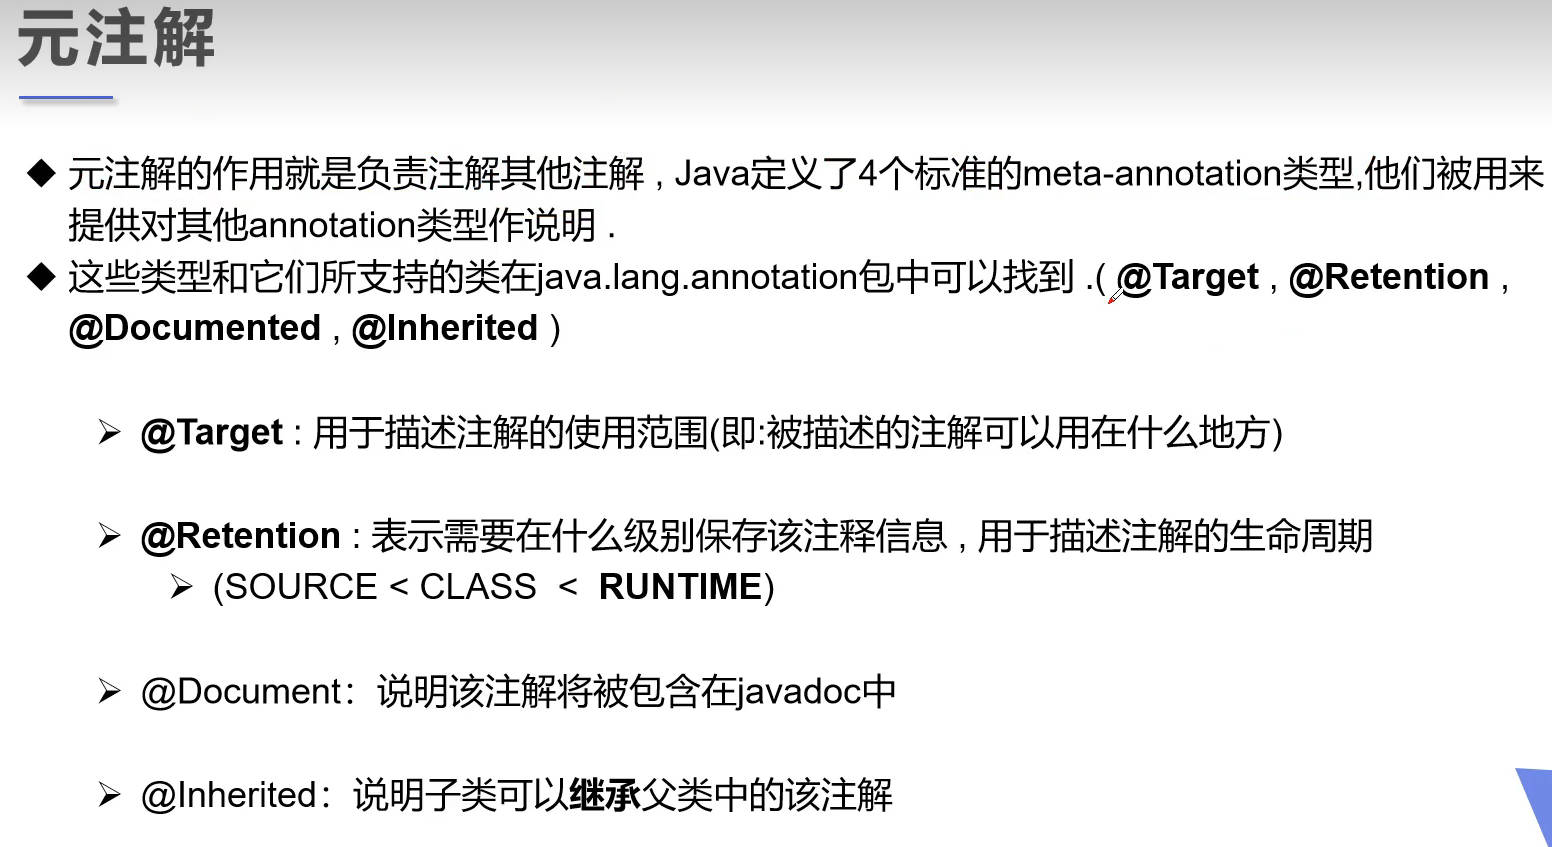 元注解
元注解的作用就是负责注解其他注解 , Java定义了4个标准的meta-annotation类型,他们被用来
提供对其他annotation类型作说明 .
这些类型和它们所支持的类在java.lang.annotation包中可以找到 .( @Target , @Retention ,
@Documented , @Inherited )
@Target : 用于描述注解的使用范围(即:被描述的注解可以用在什么地方)
@Retention : 表示需要在什么级别保存该注释信息 , 用于描述注解的生命周期
(SOURCE < CLASS < RUNTIME)
@Document：说明该注解将被包含在javadoc中
@Inherited：说明子类可以继承父类中的该注解